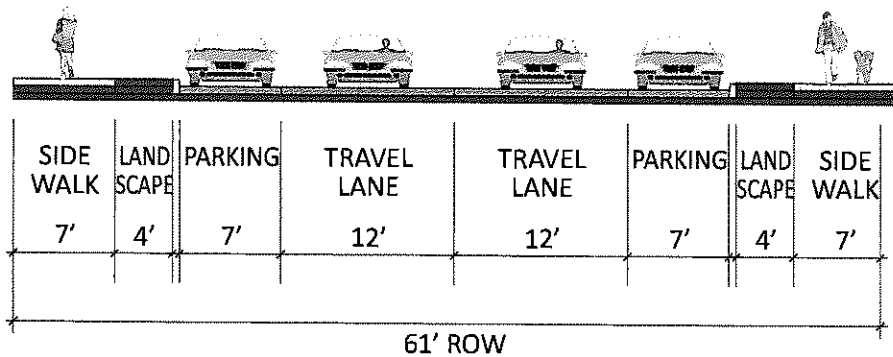 SIDE WALK
7'
LAND SCAPE
4'
PARKING
7'
TRAVEL LANE
12'
TRAVEL LANE
12'
PARKING
7'
LAND SCAPE
4'
SIDE WALK
7'
61' ROW